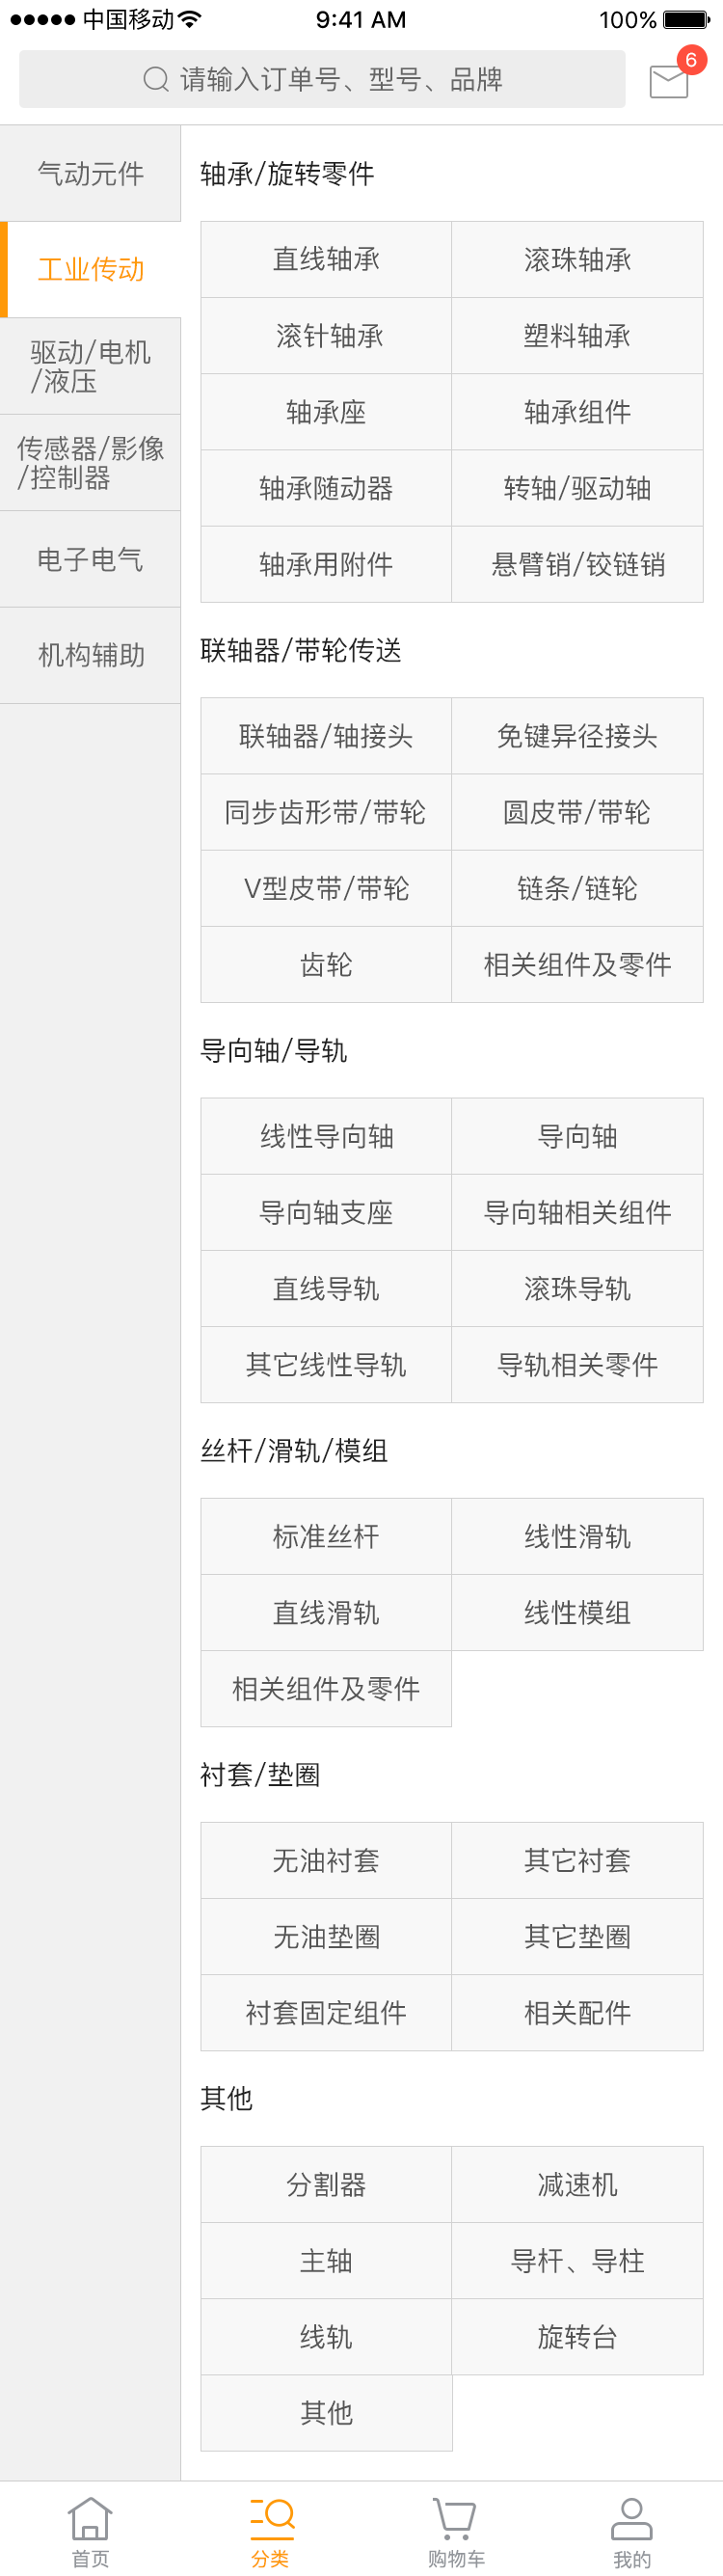 中国移动 9:41 AM 100%
请输入订单号、型号、品牌
6
气动元件
工业传动
驱动/电机
/液压
传感器/影像
/控制器
电子电气
机构辅助
轴承/旋转零件
直线轴承 滚珠轴承
滚针轴承 塑料轴承
轴承座 轴承组件
轴承随动器 转轴/驱动轴
轴承用附件 悬臂销/铰链销
联轴器/带轮传送
联轴器/轴接头 免键异径接头
同步齿形带/带轮 圆皮带/带轮
V型皮带/带轮 链条/链轮
齿轮 相关组件及零件
导向轴/导轨
线性导向轴 导向轴
导向轴支座 导向轴相关组件
直线导轨 滚珠导轨
其它线性导轨 导轨相关零件
丝杆/滑轨/模组
标准丝杆 线性滑轨
直线滑轨 线性模组
相关组件及零件
衬套/垫圈
无油衬套 其它衬套
无油垫圈 其它垫圈
衬套固定组件 相关配件
其他
分割器 减速机
主轴 导杆、导柱
线轨 旋转台
其他
首页 分类 购物车 我的